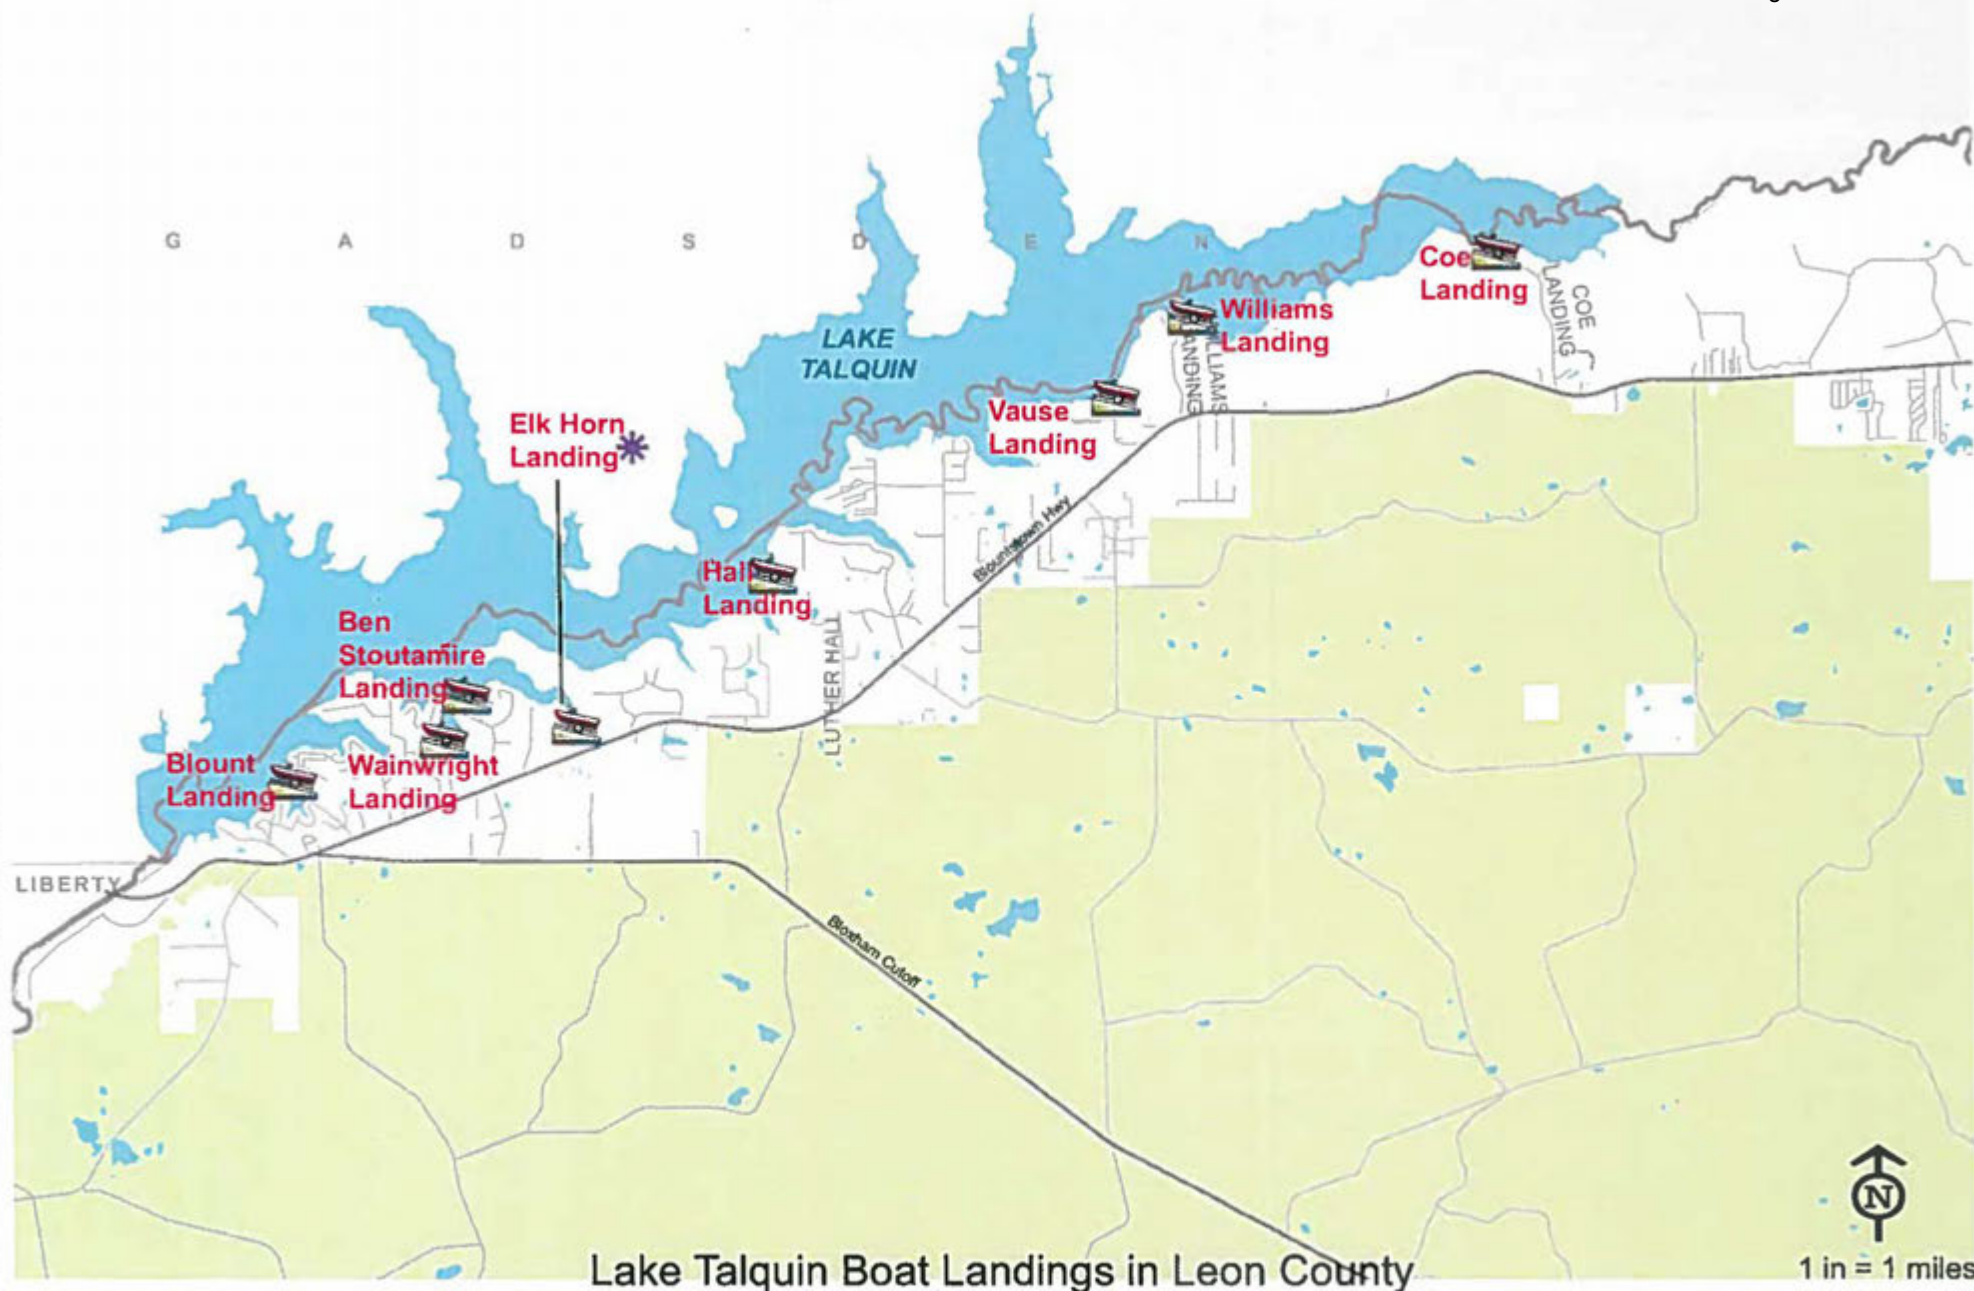 G A D S D E N
Coe
Landing
COE
LANDING
Williams
Landing
LAKE
TALQUIN
Vause
Landing
Elk Horn
Landing
Blountstown Hwy
Hall
Landing
LUTHER HALL
Ben
Stoutamire
Landing
Blount
Landing
Wainwright
Landing
LIBERTY
Bloxham Cutoff
N
Lake Talquin Boat Landings in Leon County
1 in = 1 miles